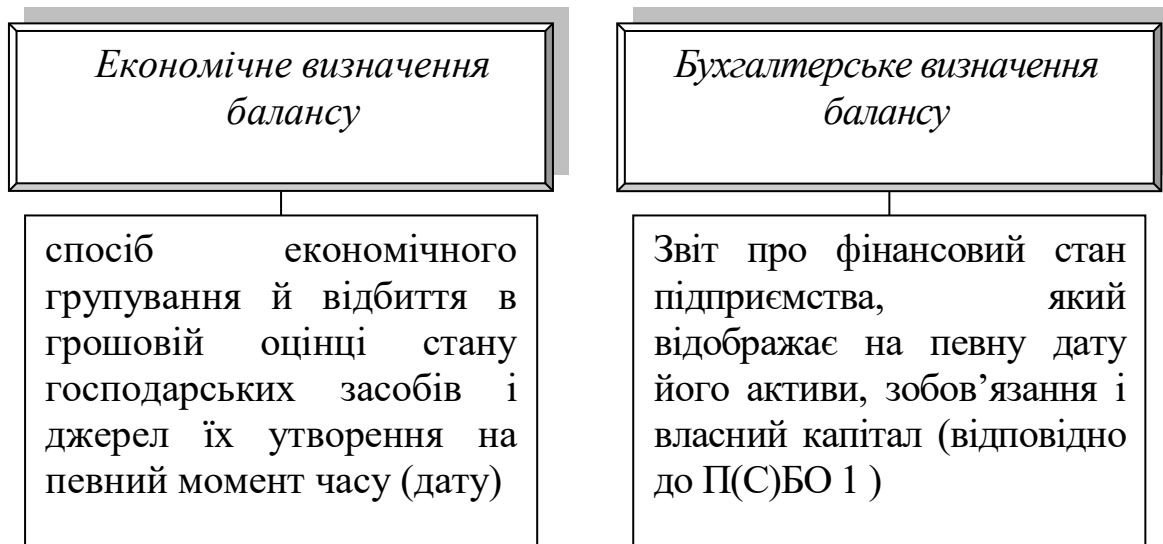 Економічне визначення
балансу
спосіб економічного
групування й відбиття в
грошовій оцінці стану
господарських засобів і
джерел їх утворення на
певний момент часу (дату)
Бухгалтерське визначення
балансу
Звіт про фінансовий стан
підприємства, який
відображає на певну дату
його активи, зобов’язання і
власний капітал (відповідно
до П(С)БО 1 )